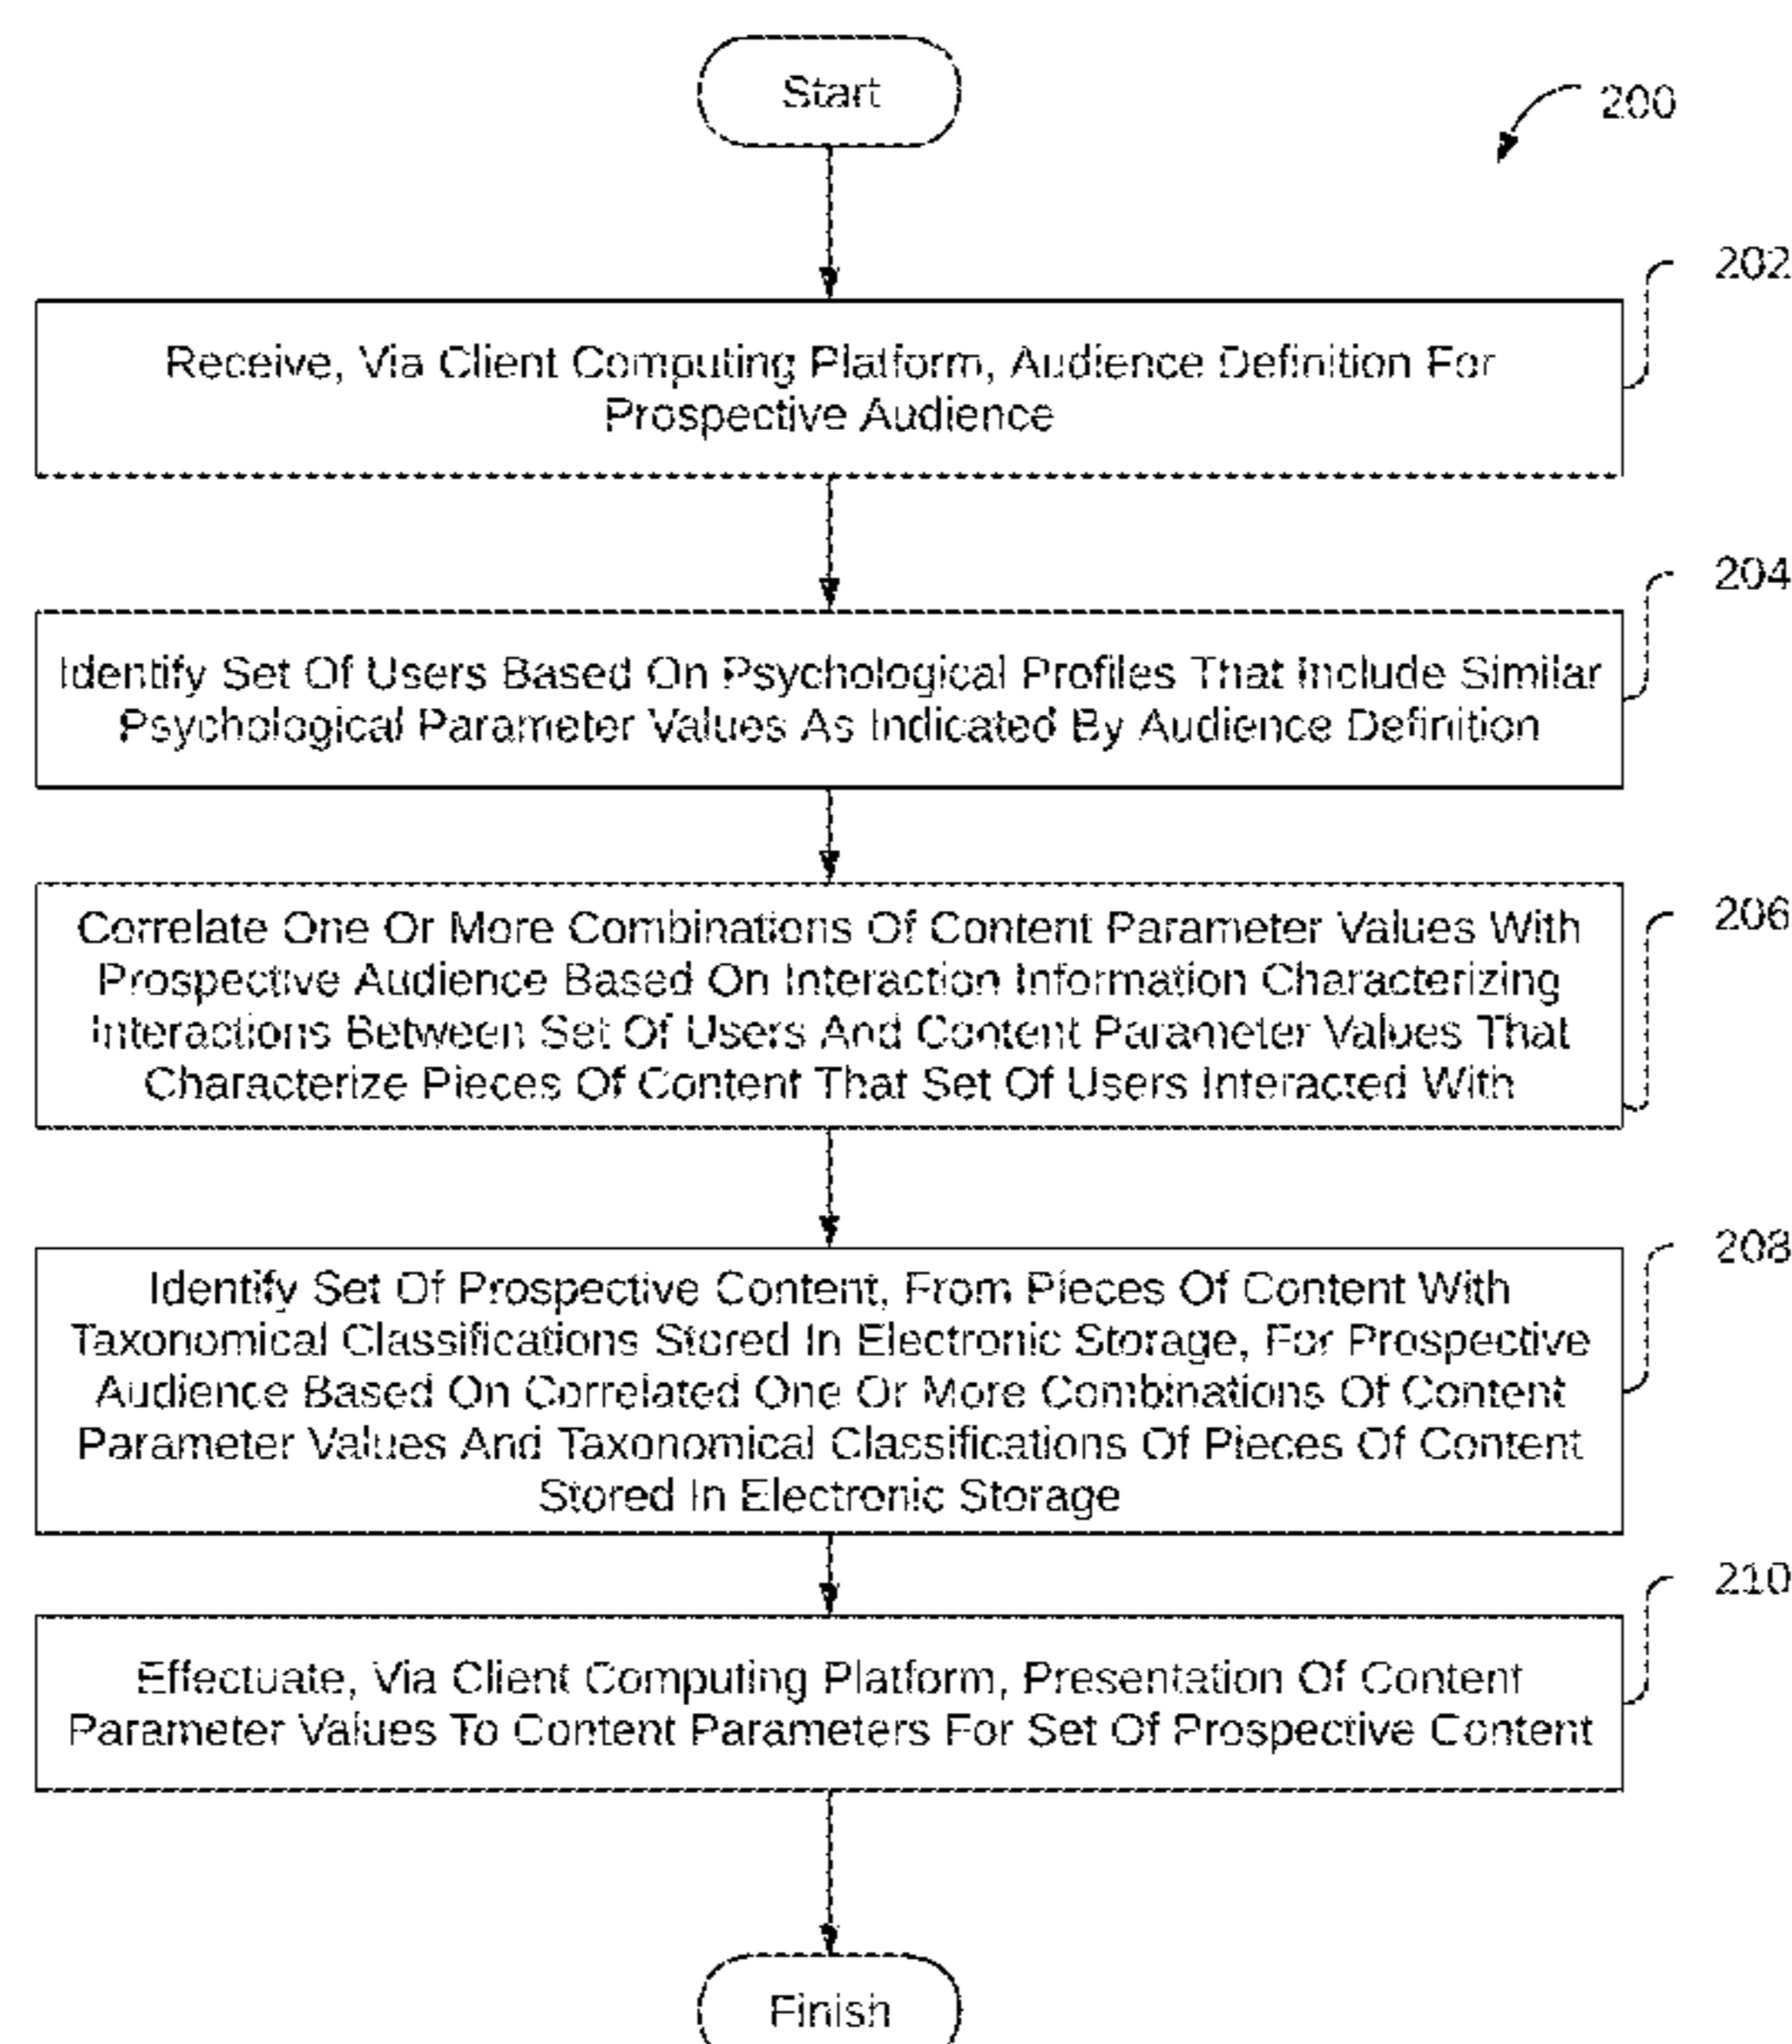 Start
200
202
Receive, Via Client Computing Platform, Audience Definition For
Prospective Audience
204
Identify Set Of Users Based On Psychological Profiles That Include Similar
Psychological Parameter Values As Indicated By Audience Definition
206
Correlate One Or More Combinations Of Content Parameter Values With
Prospective Audience Based On Interaction Information Characterizing
Interactions Between Set Of Users And Content Parameter Values That
Characterize Pieces Of Content That Set Of Users Interacted With
208
Identify Set Of Prospective Content, From Pieces Of Content With
Taxonomical Classifications Stored In Electronic Storage, For Prospective
Audience Based On Correlated One Or More Combinations Of Content
Parameter Values And Taxonomical Classifications Of Pieces Of Content
Stored In Electronic Storage
210
Effectuate, Via Client Computing Platform, Presentation Of Content
Parameter Values To Content Parameters For Set Of Prospective Content
Finish